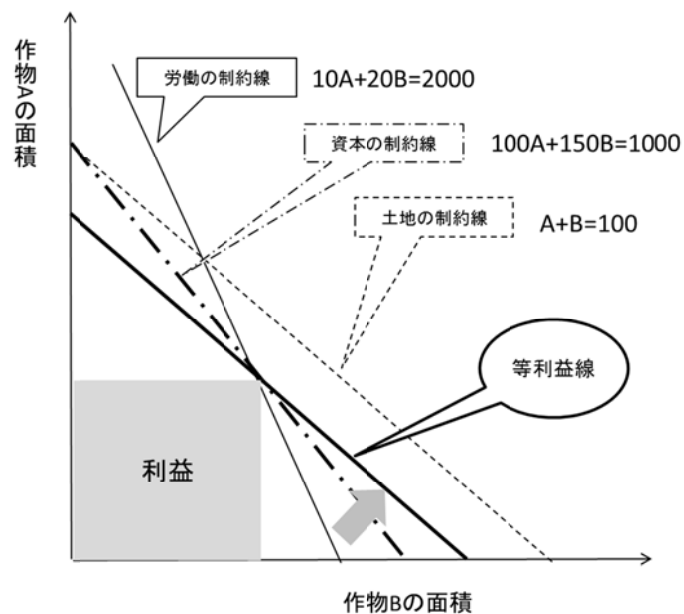 作物Aの面積
労働の制約線
10A+20B=2000
資本の制約線
100A+150B=1000
土地の制約線
A+B=100
等利益線
利益
作物Bの面積